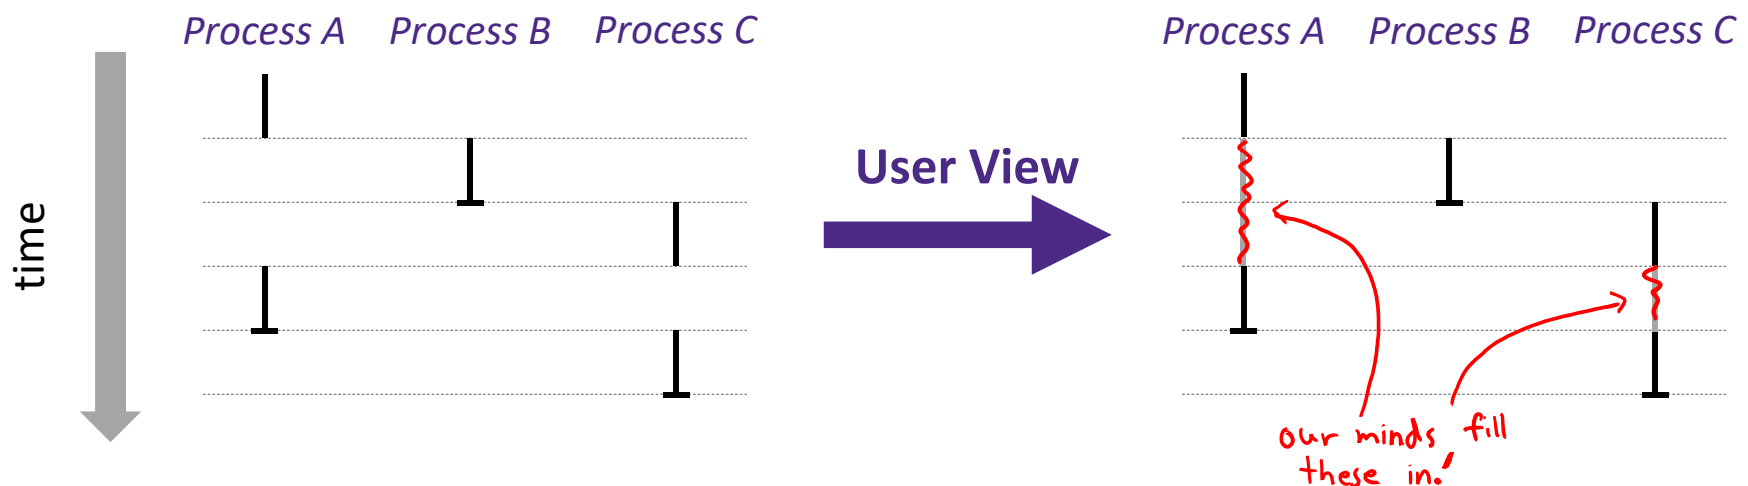 Process A Process B Process C
time
User View
Process A Process B Process C
our minds fill
these in!